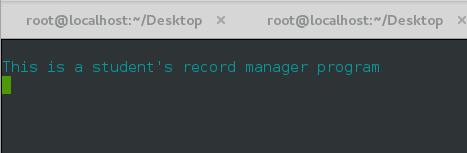 root@localhost:~/Desktop × root@localhost:~/Desktop ×
This is a student's record manager program